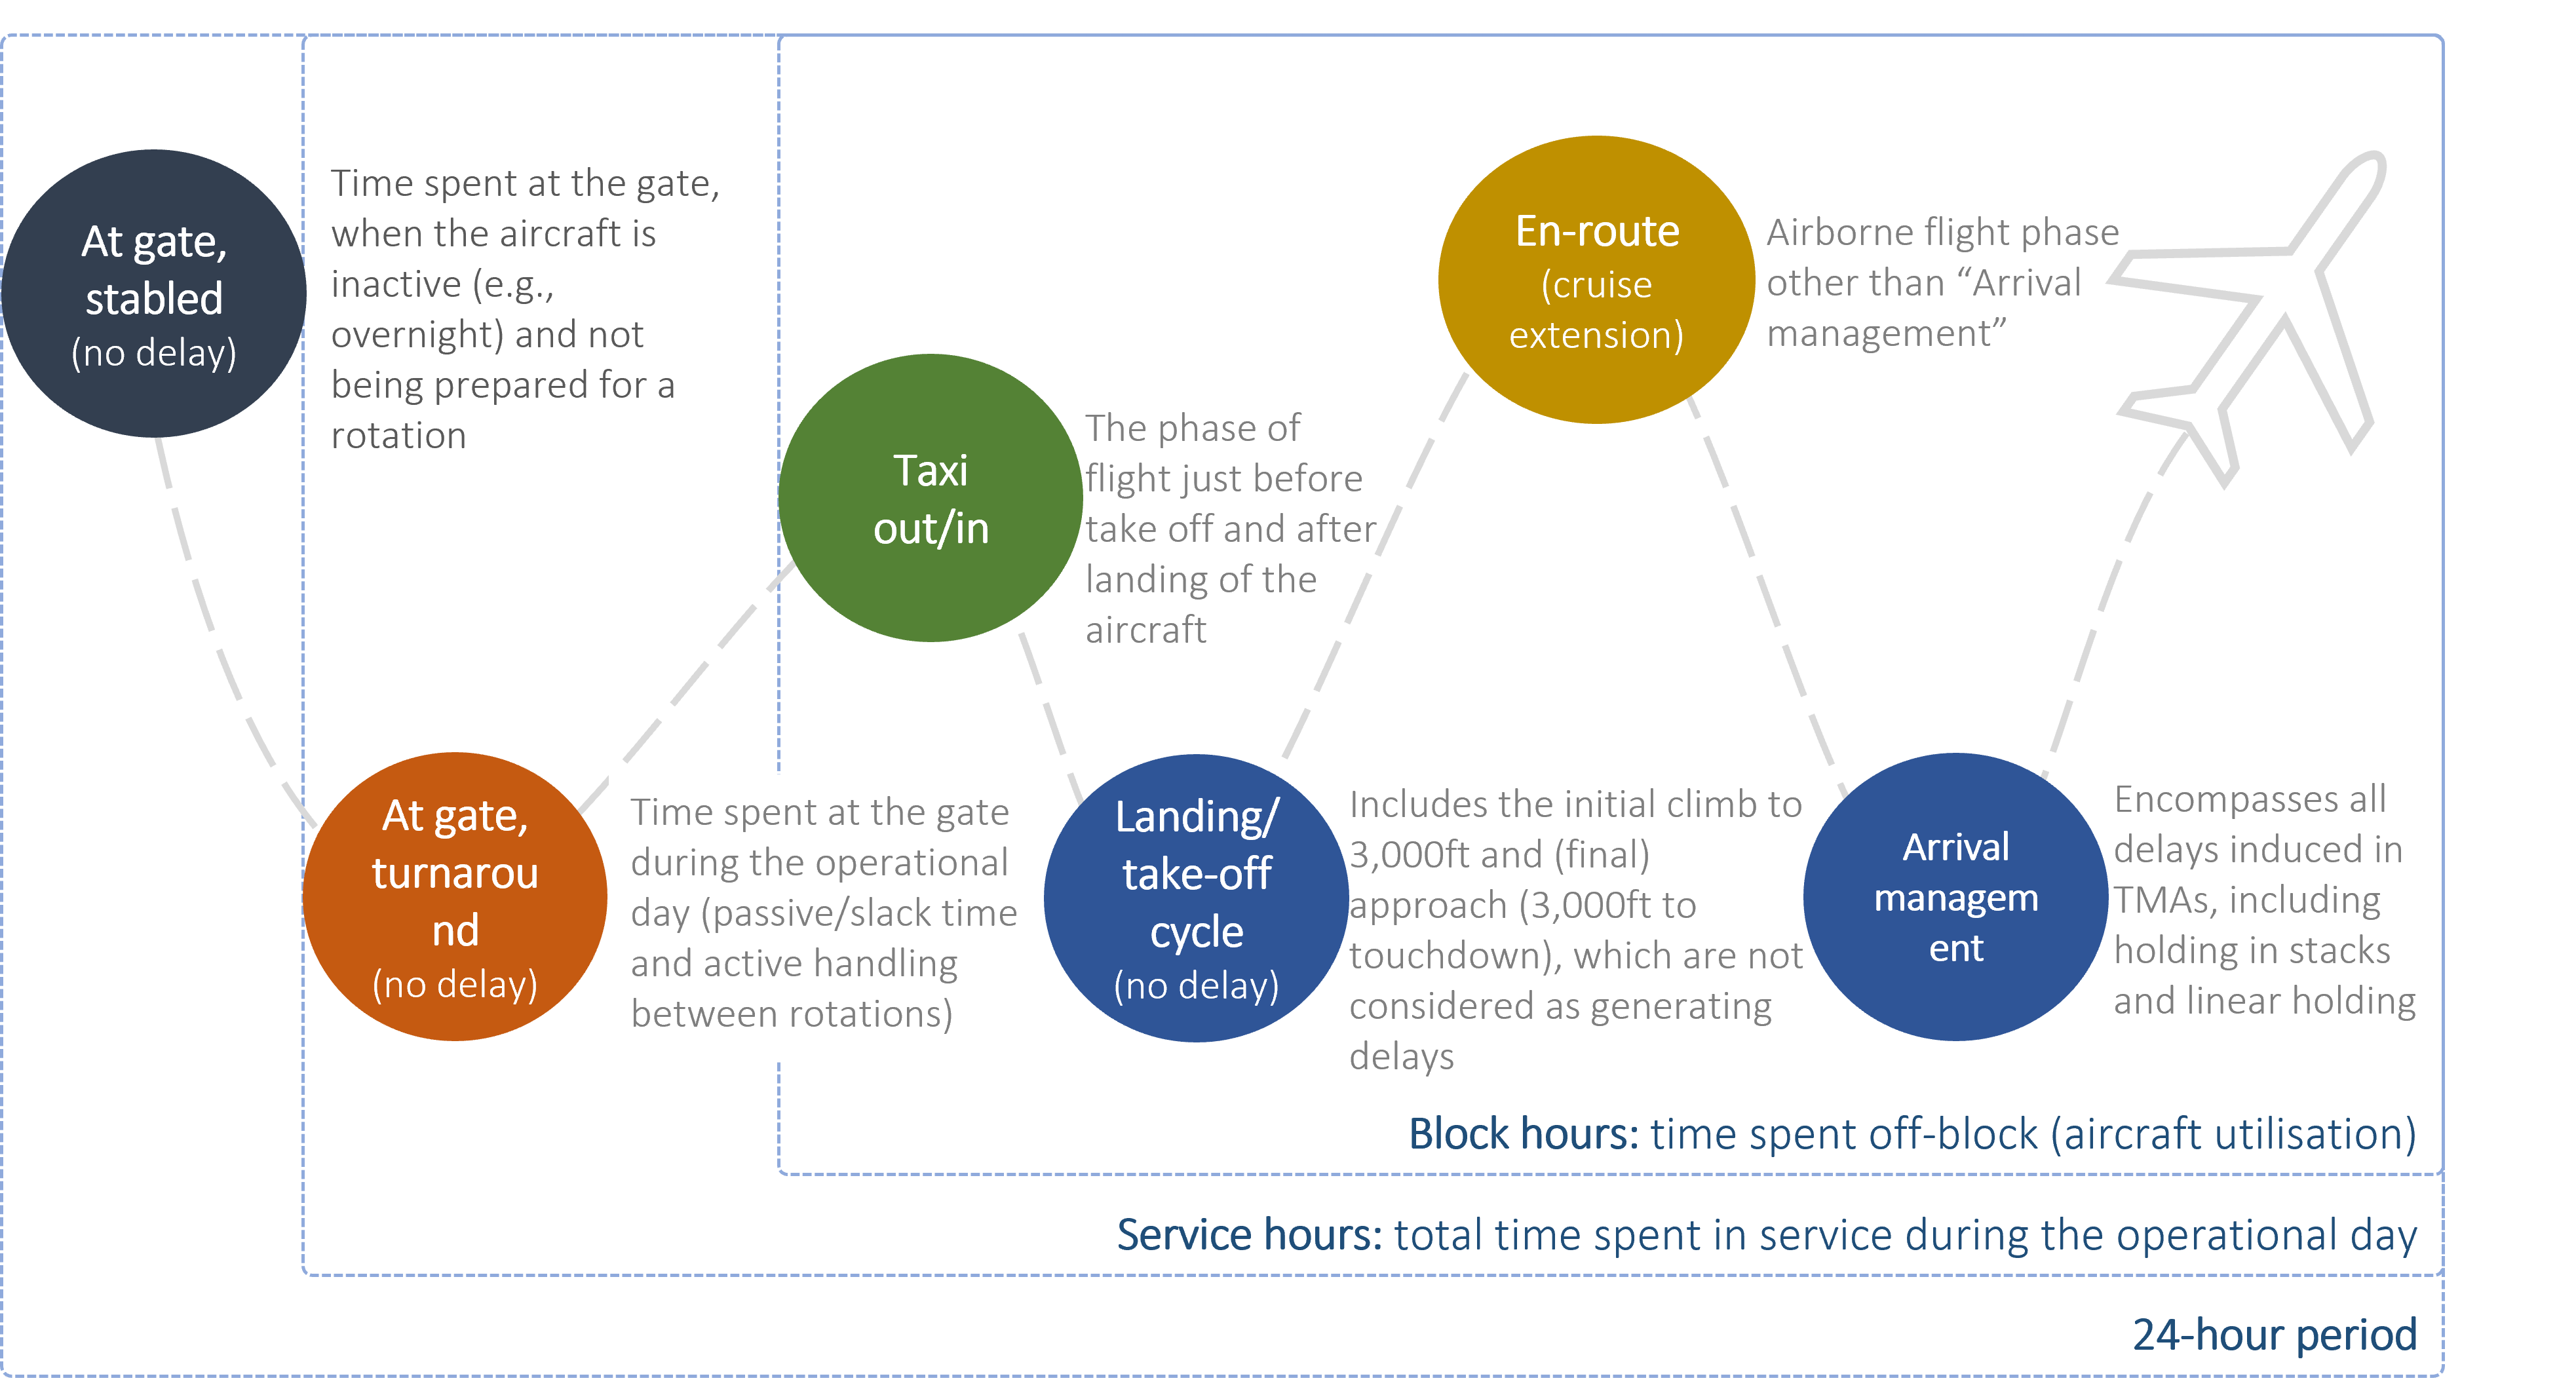 At gate,
stabled
(no delay)
Time spent at the gate,
when the aircraft is
inactive (e.g.,
overnight) and not
being prepared for a
rotation
At gate,
turnarou
nd
(no delay)
Time spent at the gate
during the operational
day (passive/slack time
and active handling
between rotations)
Taxi
out/in
The phase of
flight just before
take off and after
landing of the
aircraft
Landing/
take-off
cycle
(no delay)
Includes the initial climb to
3,000ft and (final)
approach (3,000ft to
touchdown), which are not
considered as generating
delays
En-route
(cruise
extension)
Airborne flight phase
other than “Arrival
management”
Arrival
managem
ent
Encompasses all
delays induced in
TMAs, including
holding in stacks
and linear holding
Block hours: time spent off-block (aircraft utilisation)
Service hours: total time spent in service during the operational day
24-hour period